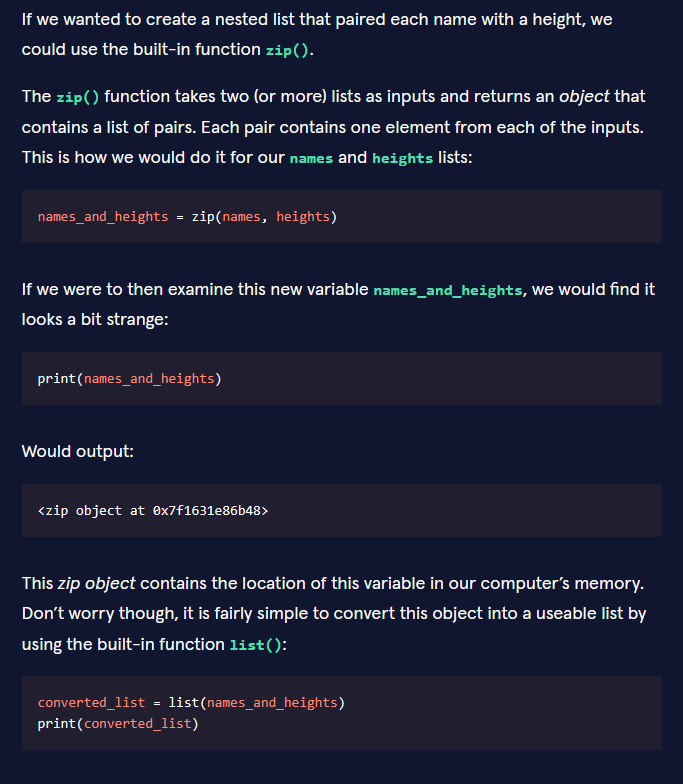 If we wanted to create a nested list that paired each name with a height, we
could use the built-in function zip().
The zip() function takes two (or more) lists as inputs and returns an object that
contains a list of pairs. Each pair contains one element from each of the inputs.
This is how we would do it for our names and heights lists:
names_and_heights = zip(names, heights)
If we were to then examine this new variable names_and_heights, we would find it
looks a bit strange:
print(names_and_heights)
Would output:
<zip object at 0x7f1631e86b48>
This zip object contains the location of this variable in our computer’s memory.
Don’t worry though, it is fairly simple to convert this object into a useable list by
using the built-in function list():
converted_list = list(names_and_heights)
print(converted_list)